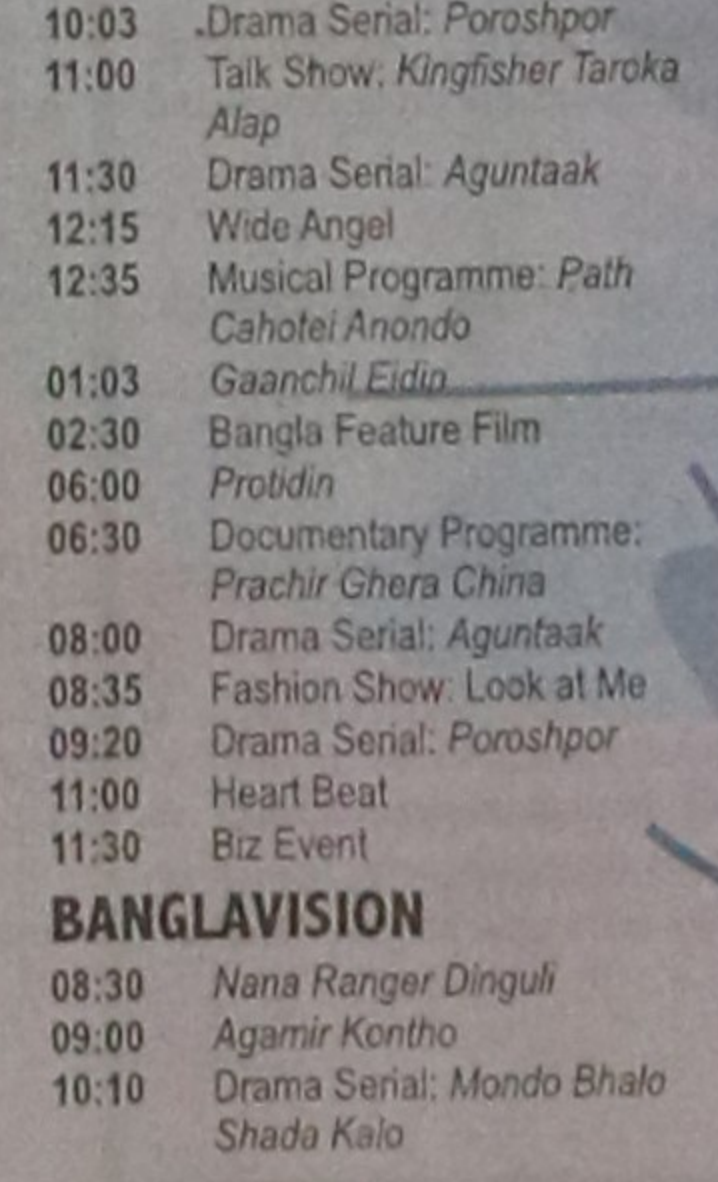 10:03 .Drama Serial: Poroshpor
11:00 Talk Show: Kingfisher Taroka
Alap
11:30 Drama Serial: Aguntaak
12:15 Wide Angel
12:35 Musical Programme: Path
Cahotei Anondo
01:03 Gaanchil Eidin
02:30 Bangla Feature Film
06:00 Protidin
06:30 Documentary Programme:
Prachir Ghera China
08:00 Drama Serial: Aguntaak
08:35 Fashion Show: Look at Me
09:20 Drama Serial: Poroshpor
11:00 Heart Beat
11:30 Biz Event
BANGLAVISION
08:30 Nana Ranger Dinguli
09:00 Agamir Kontho
10:10 Drama Serial: Mondo Bhalo
Shada Kalo